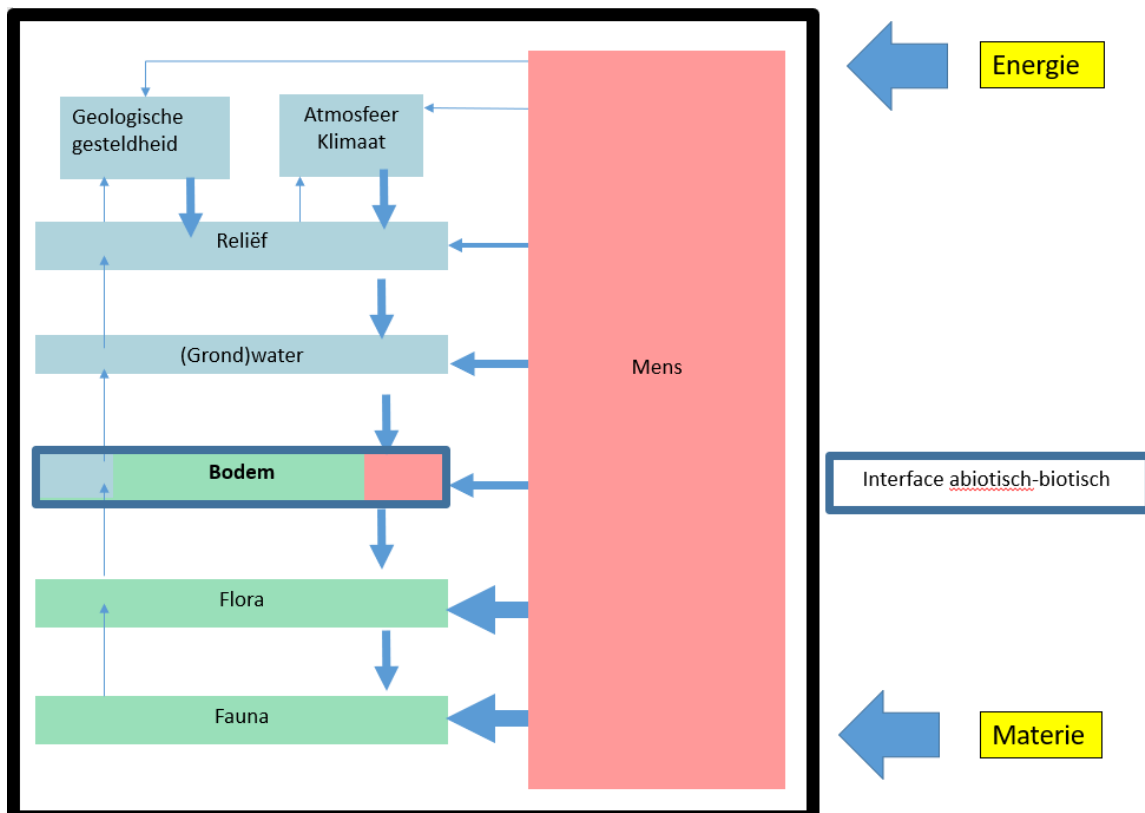 Energie
Geologische
gesteldheid
Atmosfeer
Klimaat
Reliëf
(Grond)water
Mens
Bodem
Interface abiotisch-biotisch
Flora
Fauna
Materie